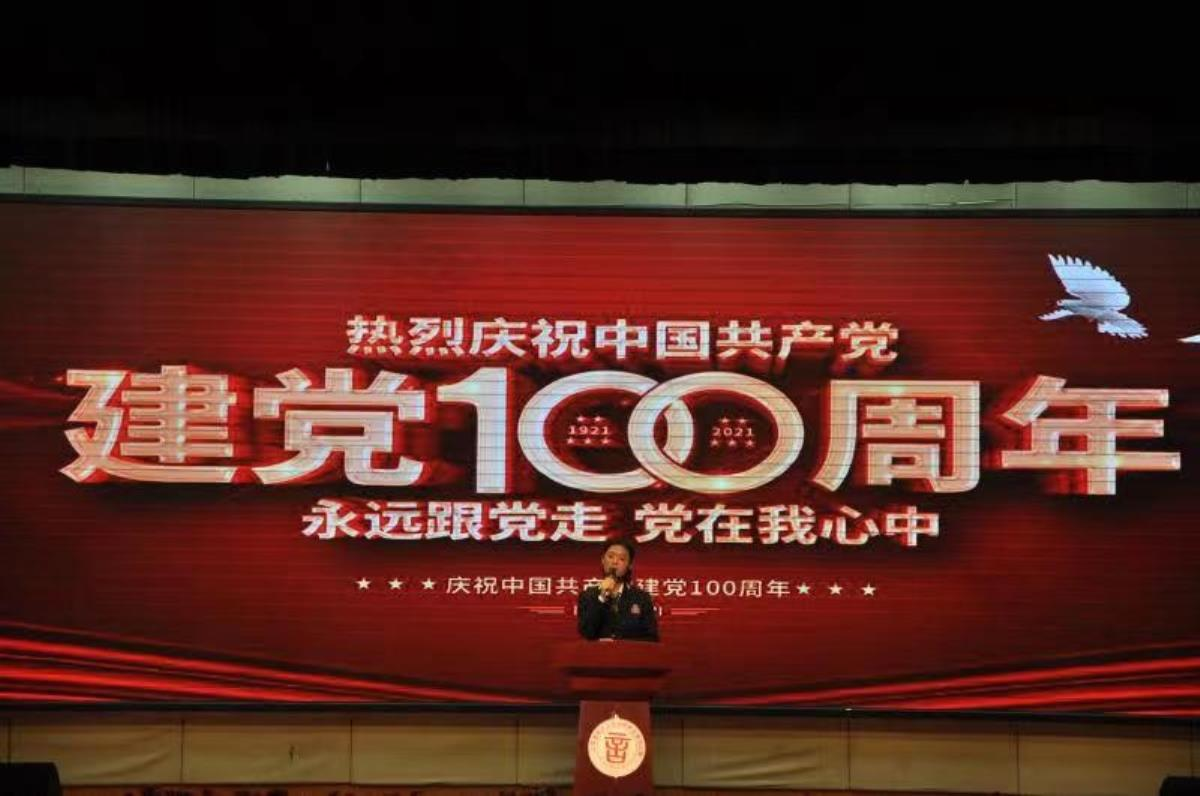 热烈庆祝中国共产党
建党100周年
1921
2021
永远跟党走 党在我心中
庆祝中国共产 建党100周年